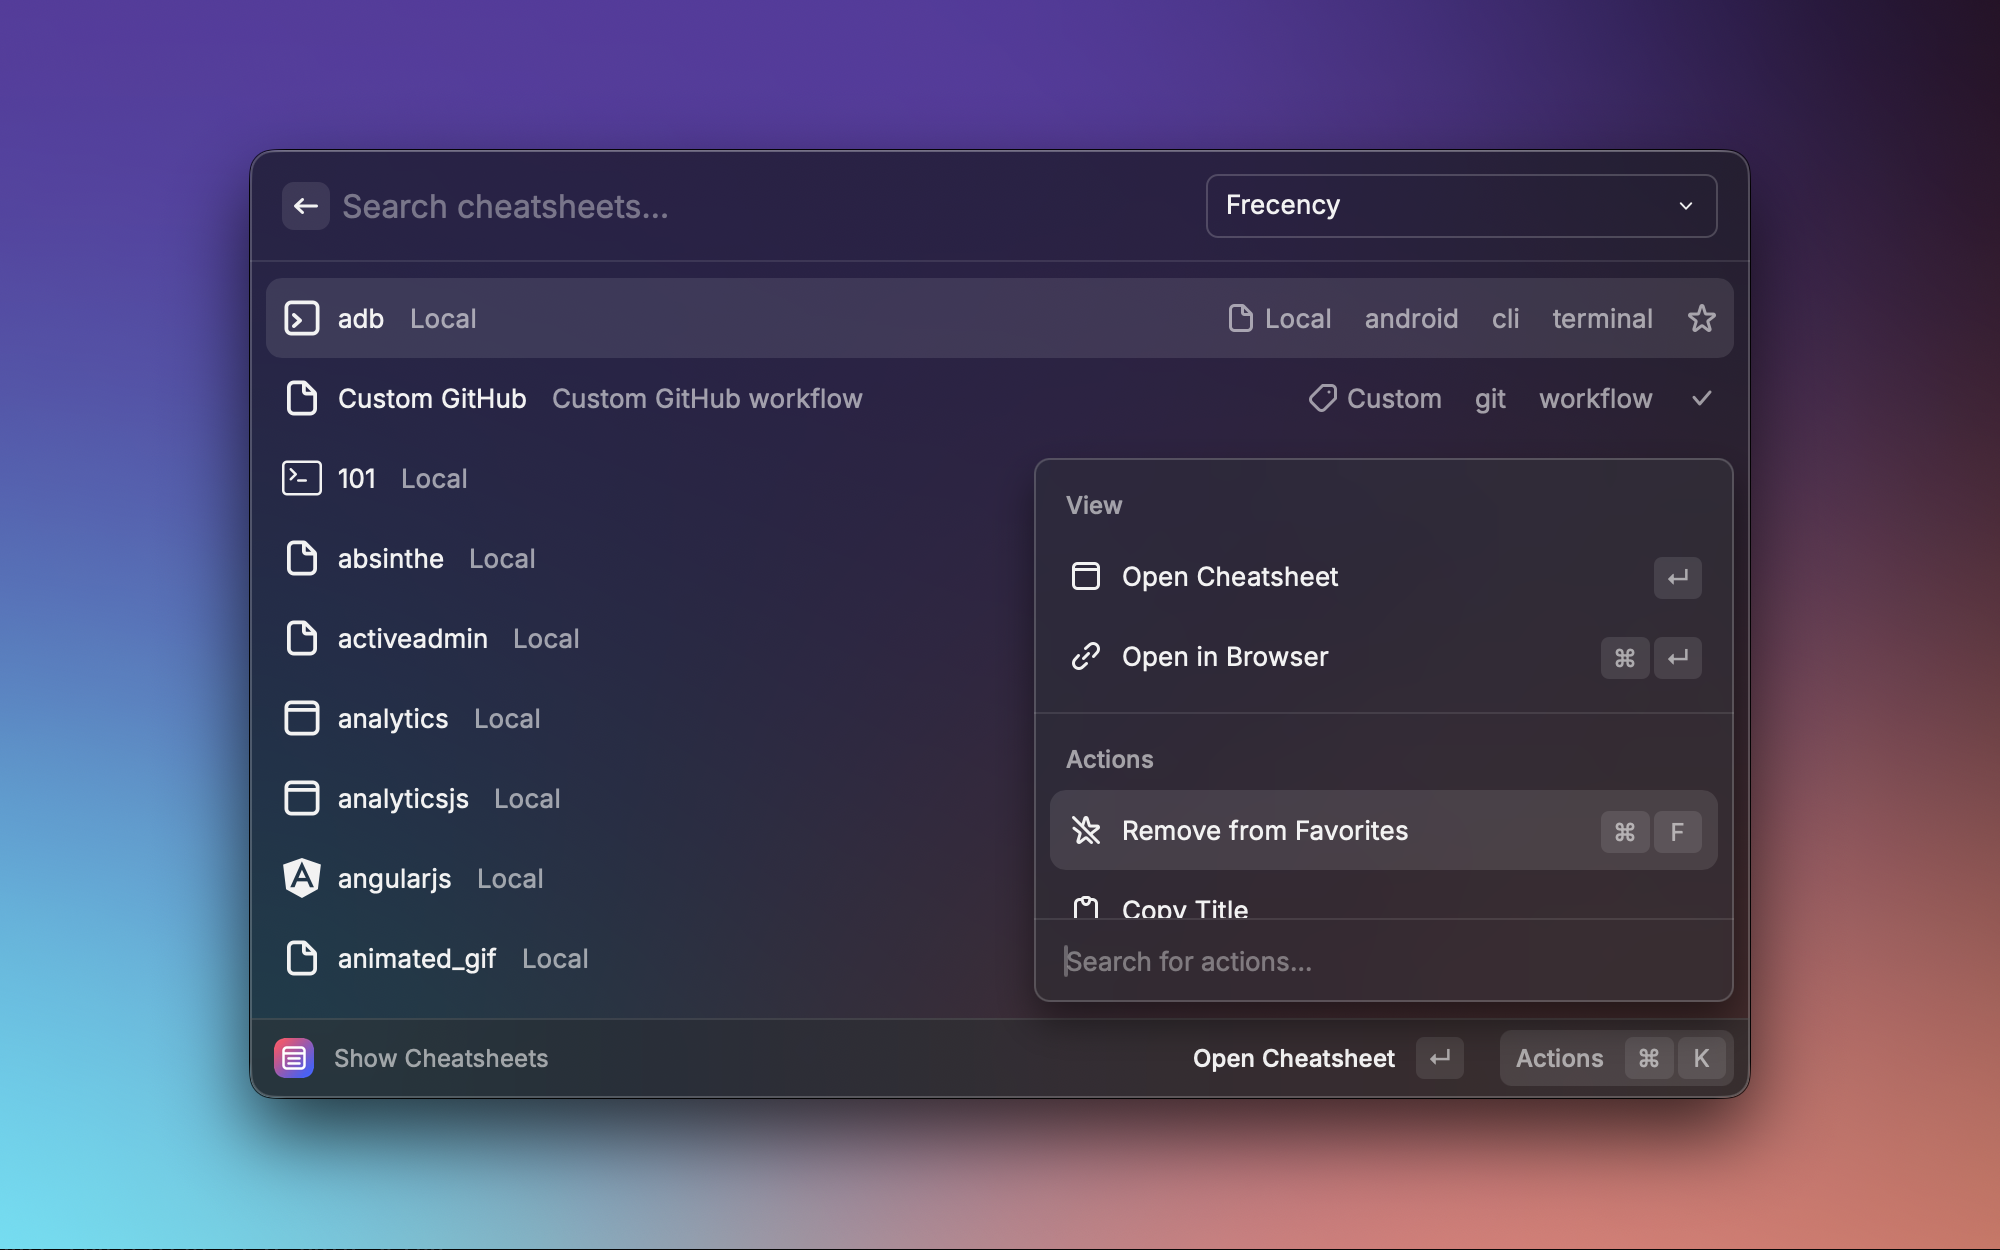 Search cheatsheets...
Frecency
adb Local Local android cli terminal
Custom GitHub Custom GitHub workflow Custom git workflow
101 Local
absinthe Local
activeadmin Local
analytics Local
analyticsjs Local
angularjs Local
animated_gif Local
View
Open Cheatsheet ↵
Open in Browser ⌘ ↵
Actions
Remove from Favorites ⌘ F
Copy Title
Search for actions...
Show Cheatsheets
Open Cheatsheet ↵
Actions ⌘ K